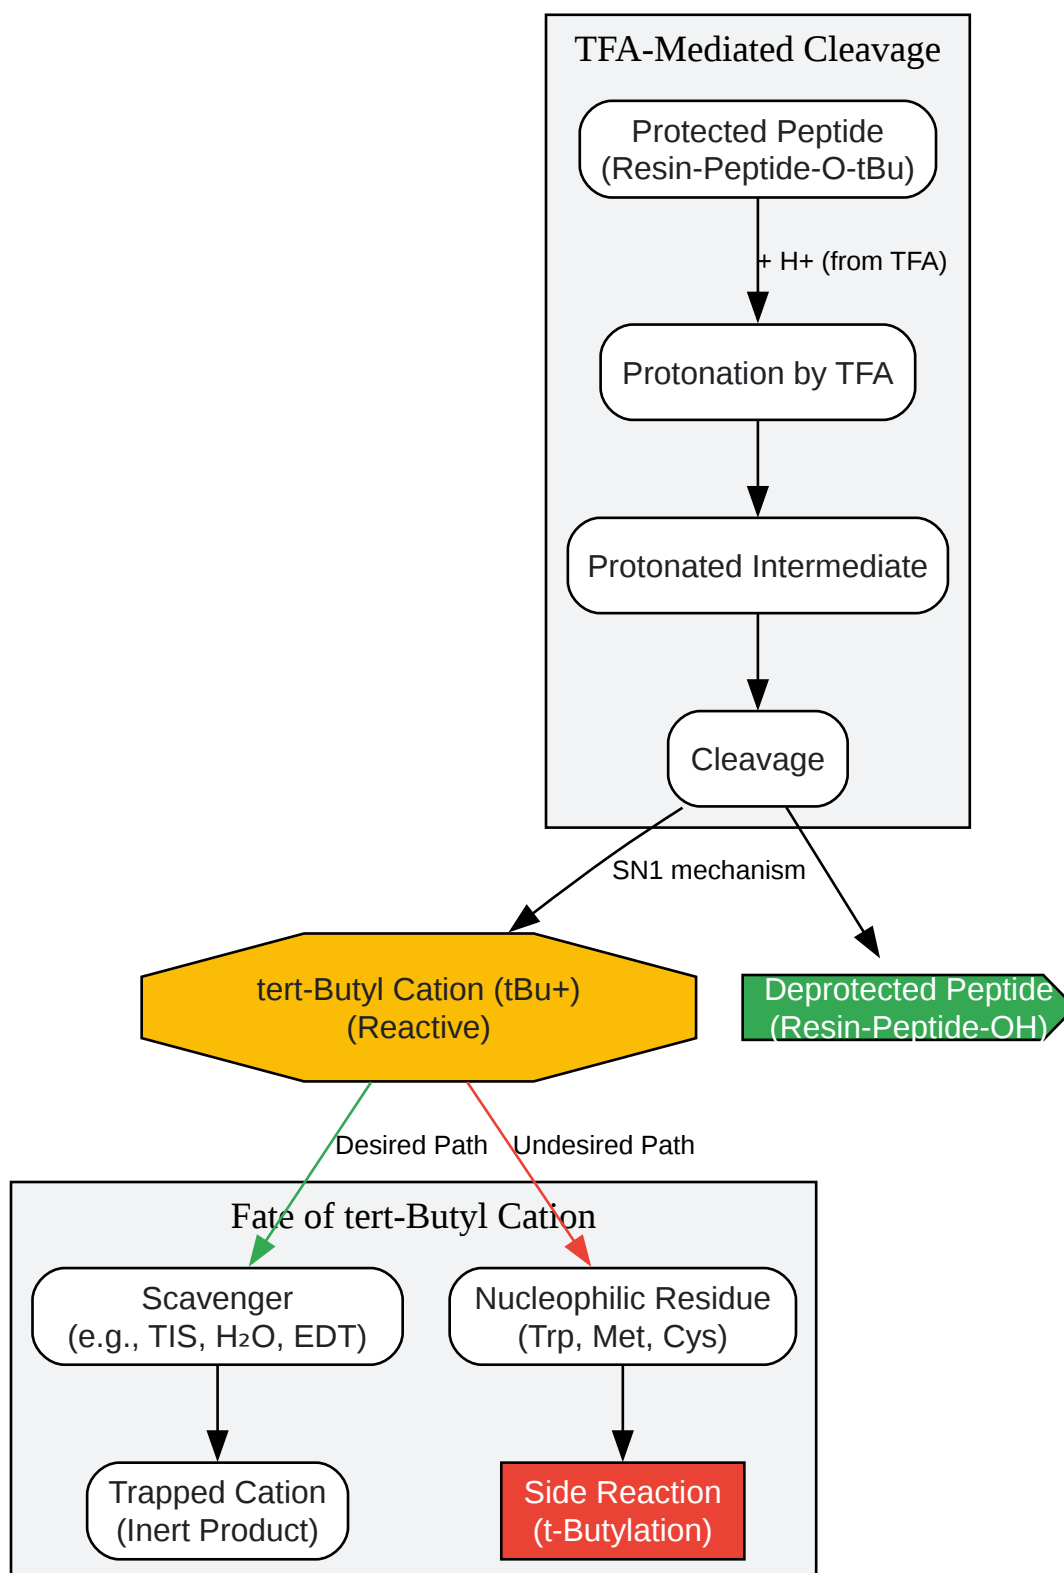 TFA-Mediated Cleavage
Protected Peptide
(Resin-Peptide-O-tBu)
+ H+ (from TFA)
Protonation by TFA
Protonated Intermediate
Cleavage
SN1 mechanism
tert-Butyl Cation (tBu+)
(Reactive)
Deprotected Peptide
(Resin-Peptide-OH)
Desired Path
Undesired Path
Fate of tert-Butyl Cation
Scavenger
(e.g., TIS, H₂O, EDT)
Nucleophilic Residue
(Trp, Met, Cys)
Trapped Cation
(Inert Product)
Side Reaction
(t-Butylation)